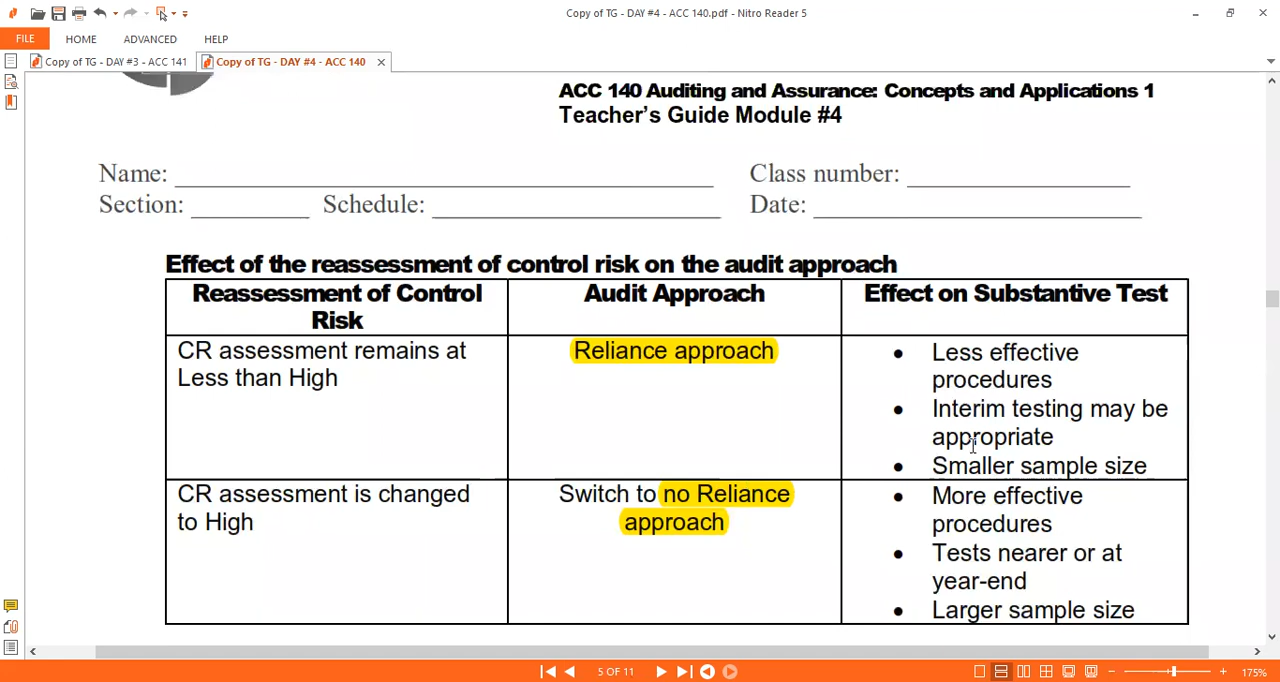 Copy of TG - DAY #4 - ACC 140.pdf - Nitro Reader 5
FILE HOME ADVANCED HELP
Copy of TG - DAY #3 - ACC 141 Copy of TG - DAY #4 - ACC 140
ACC 140 Auditing and Assurance: Concepts and Applications 1
Teacher's Guide Module #4
Name: Class number:
Section: Schedule: Date:
Effect of the reassessment of control risk on the audit approach
Reassessment of Control
Risk
Audit Approach
Effect on Substantive Test
CR assessment remains at
Less than High
Reliance approach
• Less effective
procedures
• Interim testing may be
appropriate
• Smaller sample size
CR assessment is changed
to High
Switch to no Reliance
approach
• More effective
procedures
• Tests nearer or at
year-end
• Larger sample size
5 OF 11
175%